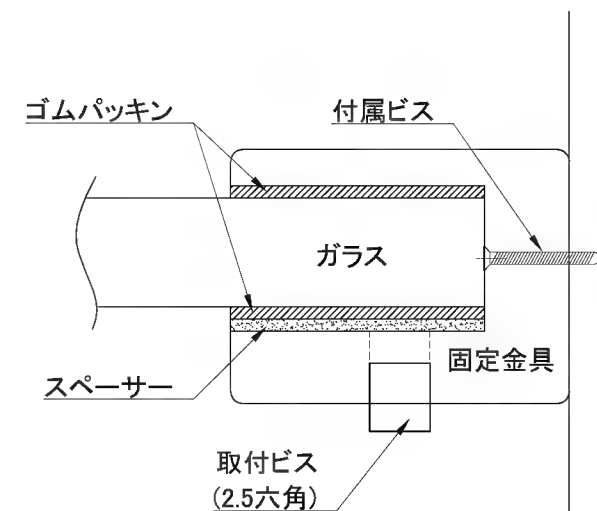 ゴムパッキン
付属ビス
ガラス
固定金具
スペーサー
取付ビス
(2.5六角)